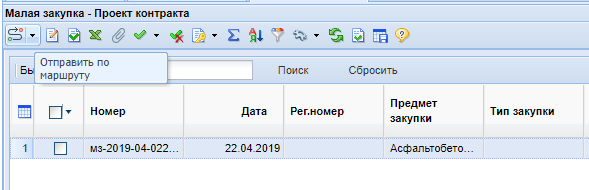 Малая закупка - Проект контракта
Отправить по
маршруту
Бы
Поиск
Сбросить
Номер
Дата
Рег.номер
Предмет
закупки
Тип закупки
1
мз-2019-04-022...
22.04.2019
Асфальтобето...